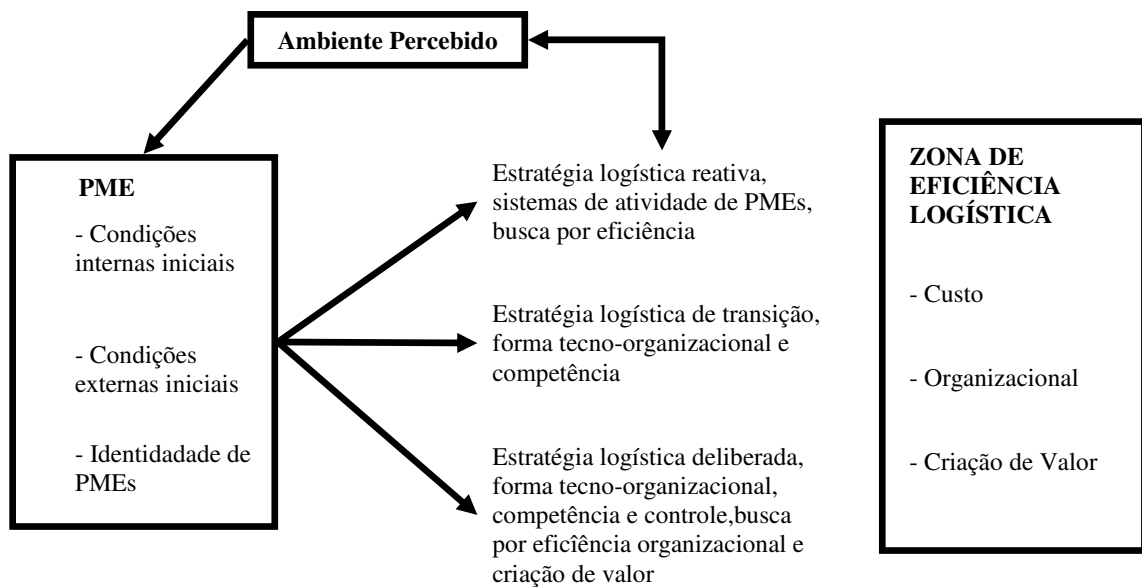 Ambiente Percebido
PME
- Condições
internas iniciais
- Condições
externas iniciais
- Identidadade de
PMEs
Estratégia logística reativa,
sistemas de atividade de PMEs,
busca por eficiência
Estratégia logística de transição,
forma tecno-organizacional e
competência
Estratégia logística deliberada,
forma tecno-organizacional,
competência e controle,busca
por eficîência organizacional e
criação de valor
ZONA DE
EFICIÊNCIA
LOGÍSTICA
- Custo
- Organizacional
- Criação de Valor